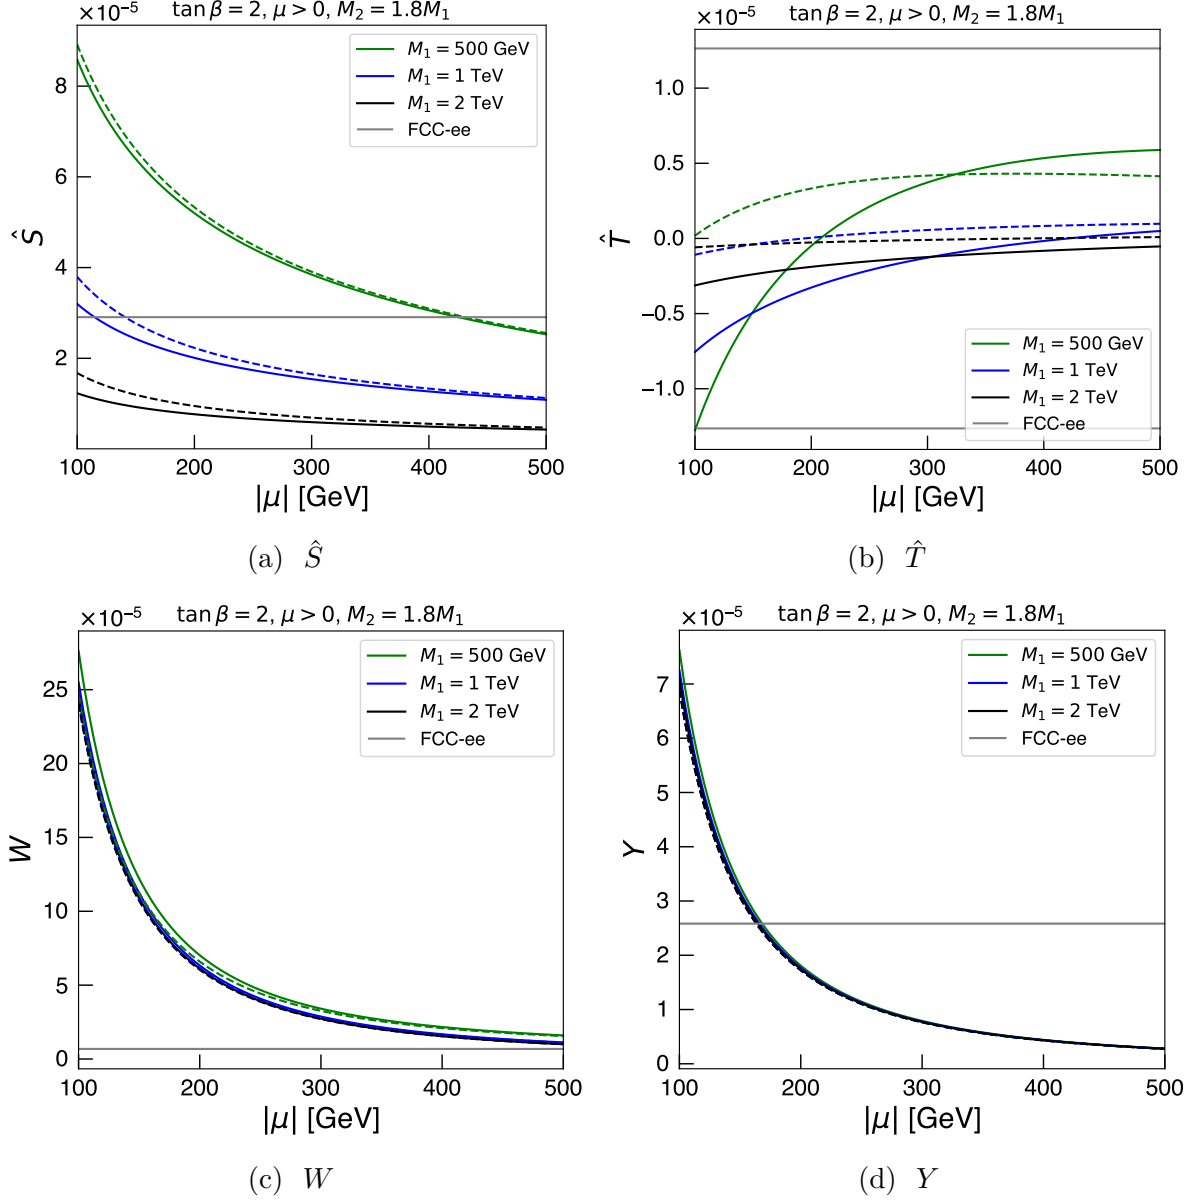 ×10⁻⁵ tan β = 2, μ > 0, M₂ = 1.8M₁
M₁ = 500 GeV
M₁ = 1 TeV
M₁ = 2 TeV
FCC-ee
8
6
4
2
Ŝ
100 200 300 400 500
|μ| [GeV]
(a) Ŝ
×10⁻⁵ tan β = 2, μ > 0, M₂ = 1.8M₁
1.0
0.5
0.0
−0.5
−1.0
T̂
M₁ = 500 GeV
M₁ = 1 TeV
M₁ = 2 TeV
FCC-ee
100 200 300 400 500
|μ| [GeV]
(b) T̂
×10⁻⁵ tan β = 2, μ > 0, M₂ = 1.8M₁
M₁ = 500 GeV
M₁ = 1 TeV
M₁ = 2 TeV
FCC-ee
25
20
15
10
5
0
W
100 200 300 400 500
|μ| [GeV]
(c) W
×10⁻⁵ tan β = 2, μ > 0, M₂ = 1.8M₁
M₁ = 500 GeV
M₁ = 1 TeV
M₁ = 2 TeV
FCC-ee
7
6
5
4
3
2
1
0
Y
100 200 300 400 500
|μ| [GeV]
(d) Y